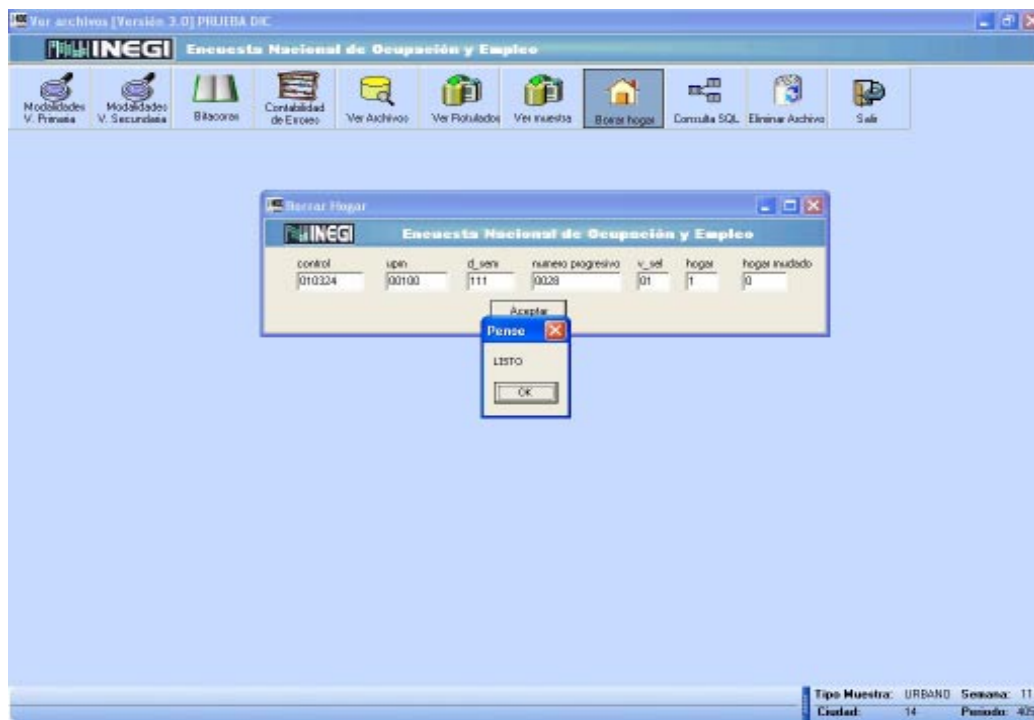 Ver archivos [Versión 3.0] PRUEBA DIC
INEGI Encuesta Nacional de Ocupación y Empleo
Modalidades V. Primaria
Modalidades V. Secundaria
Bitacoras
Contabilidad de Errores
Ver Archivos
Ver Rotulados
Ver muestra
Borrar hogar
Consulta SQL
Eliminar Archivo
Salir
Borrar Hogar
INEGI Encuesta Nacional de Ocupación y Empleo
control upm d_sem numero progresivo v_sel hogar hogar mudado
010324 00100 111 0028 01 1 0
Aceptar
Pense
LISTO
OK
Tipo Muestra: URBANO Semana: 11
Ciudad: 14 Periodo: 405